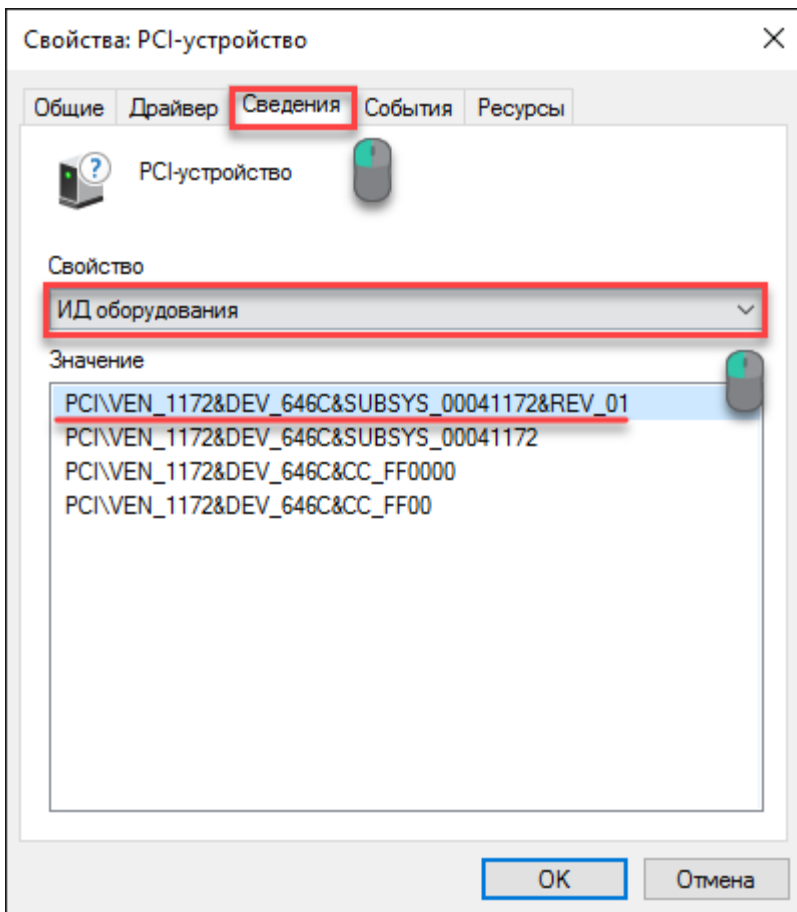 Свойства: PCI-устройство
Общие Драйвер Сведения События Ресурсы
PCI-устройство
Свойство
ИД оборудования
Значение
PCI\VEN_1172&DEV_646C&SUBSYS_00041172&REV_01
PCI\VEN_1172&DEV_646C&SUBSYS_00041172
PCI\VEN_1172&DEV_646C&CC_FF0000
PCI\VEN_1172&DEV_646C&CC_FF00
OK Отмена